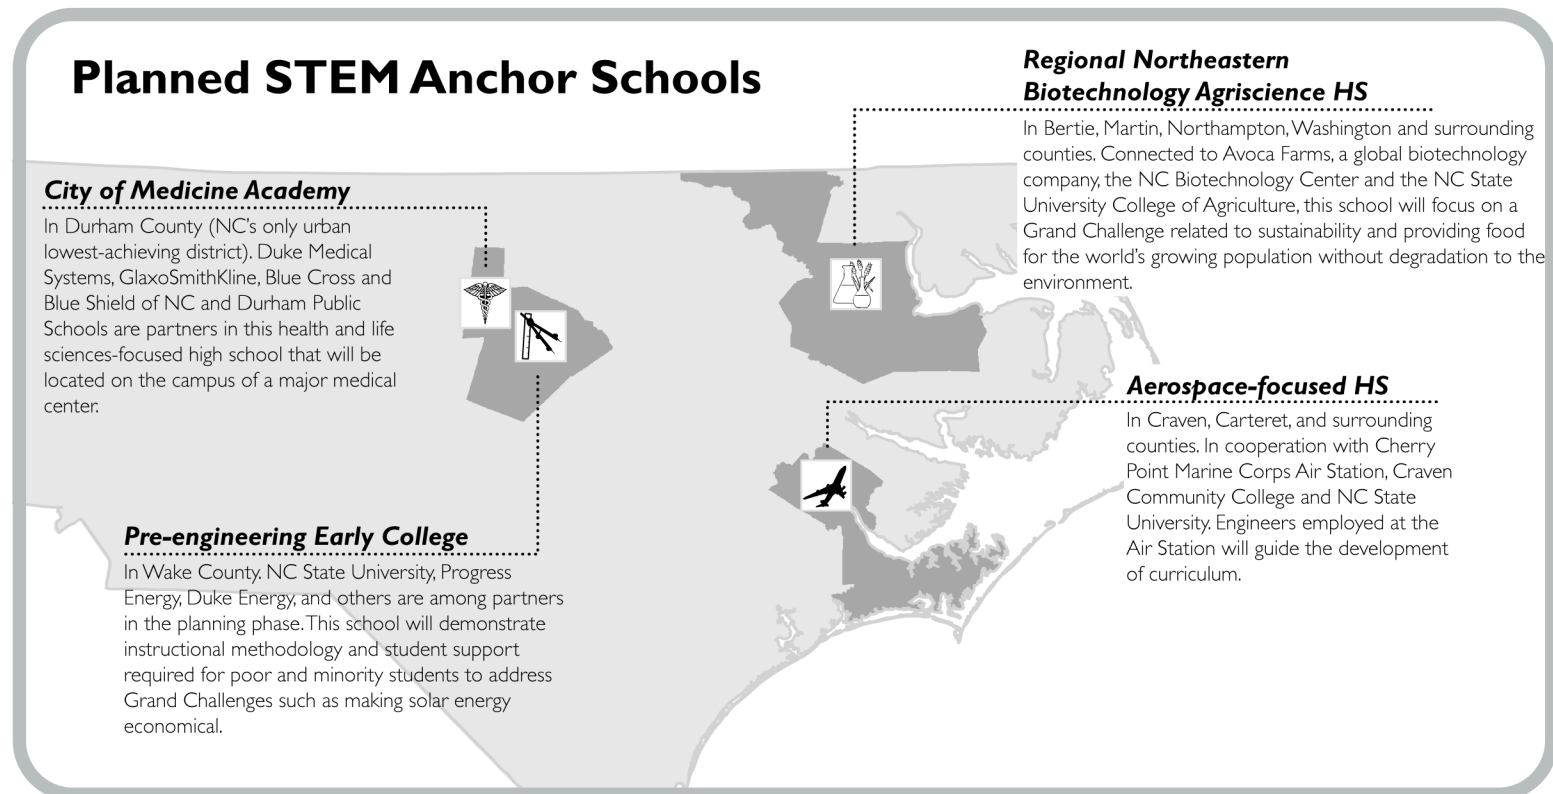 Planned STEM Anchor Schools
City of Medicine Academy
In Durham County (NC's only urban
lowest-achieving district). Duke Medical
Systems, GlaxoSmithKline, Blue Cross and
Blue Shield of NC and Durham Public
Schools are partners in this health and life
sciences-focused high school that will be
located on the campus of a major medical
center.
Pre-engineering Early College
In Wake County. NC State University, Progress
Energy, Duke Energy, and others are among partners
in the planning phase. This school will demonstrate
instructional methodology and student support
required for poor and minority students to address
Grand Challenges such as making solar energy
economical.
Regional Northeastern
Biotechnology Agriscience HS
In Bertie, Martin, Northampton, Washington and surrounding
counties. Connected to Avoca Farms, a global biotechnology
company, the NC Biotechnology Center and the NC State
University College of Agriculture, this school will focus on a
Grand Challenge related to sustainability and providing food
for the world's growing population without degradation to the
environment.
Aerospace-focused HS
In Craven, Carteret, and surrounding
counties. In cooperation with Cherry
Point Marine Corps Air Station, Craven
Community College and NC State
University. Engineers employed at the
Air Station will guide the development
of curriculum.